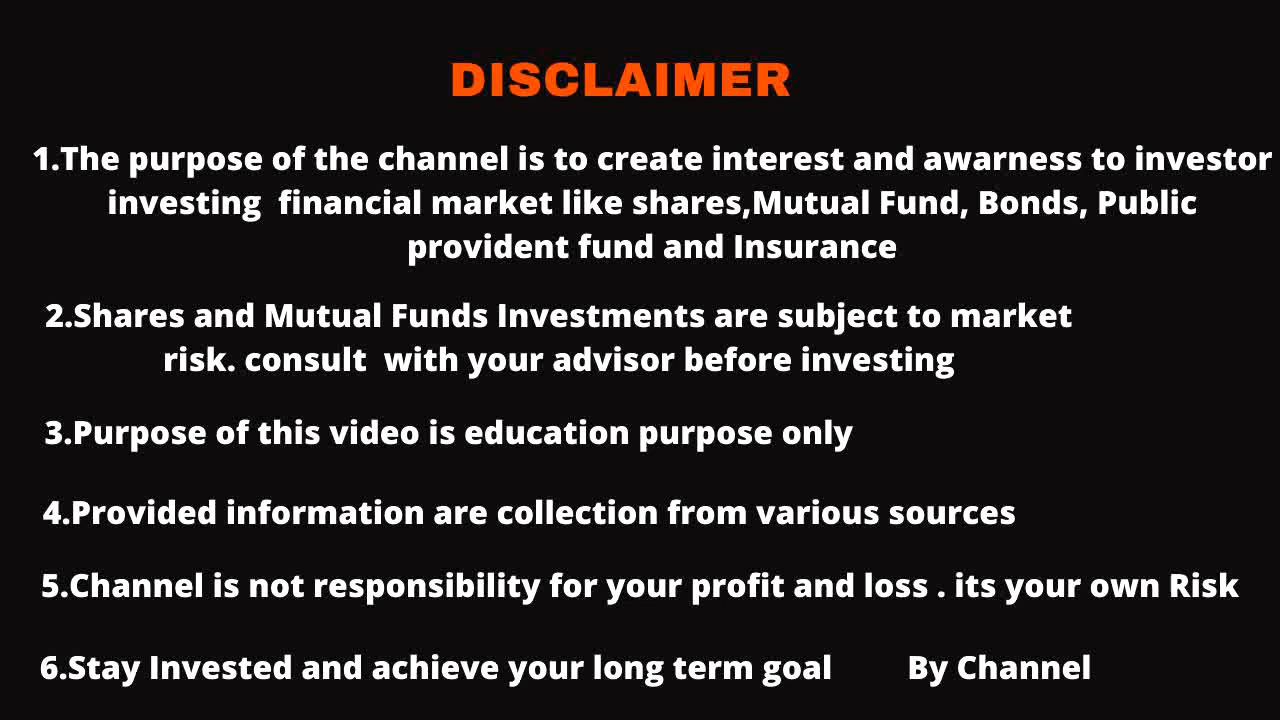 DISCLAIMER
1.The purpose of the channel is to create interest and awarness to investor
investing  financial market like shares,Mutual Fund, Bonds, Public
provident fund and Insurance
2.Shares and Mutual Funds Investments are subject to market
risk. consult  with your advisor before investing
3.Purpose of this video is education purpose only
4.Provided information are collection from various sources
5.Channel is not responsibility for your profit and loss . its your own Risk
6.Stay Invested and achieve your long term goal        By Channel